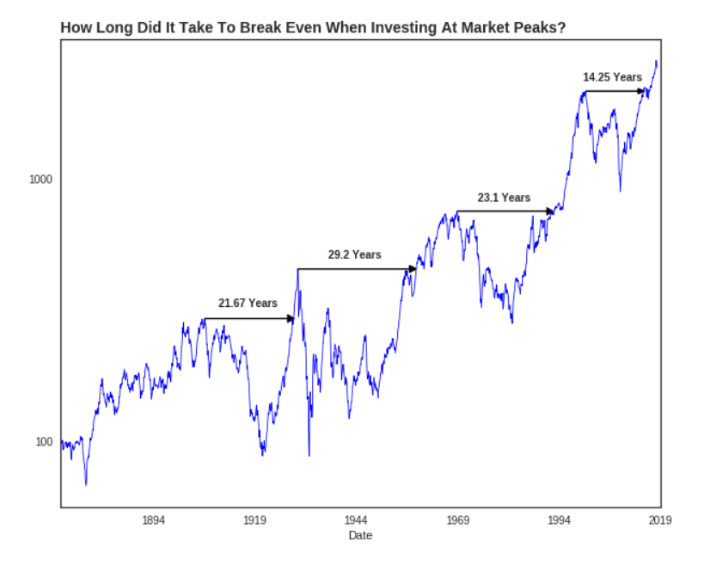 How Long Did It Take To Break Even When Investing At Market Peaks?
14.25 Years
1000
23.1 Years
29.2 Years
21.67 Years
100
1894 1919 1944 1969 1994 2019
Date